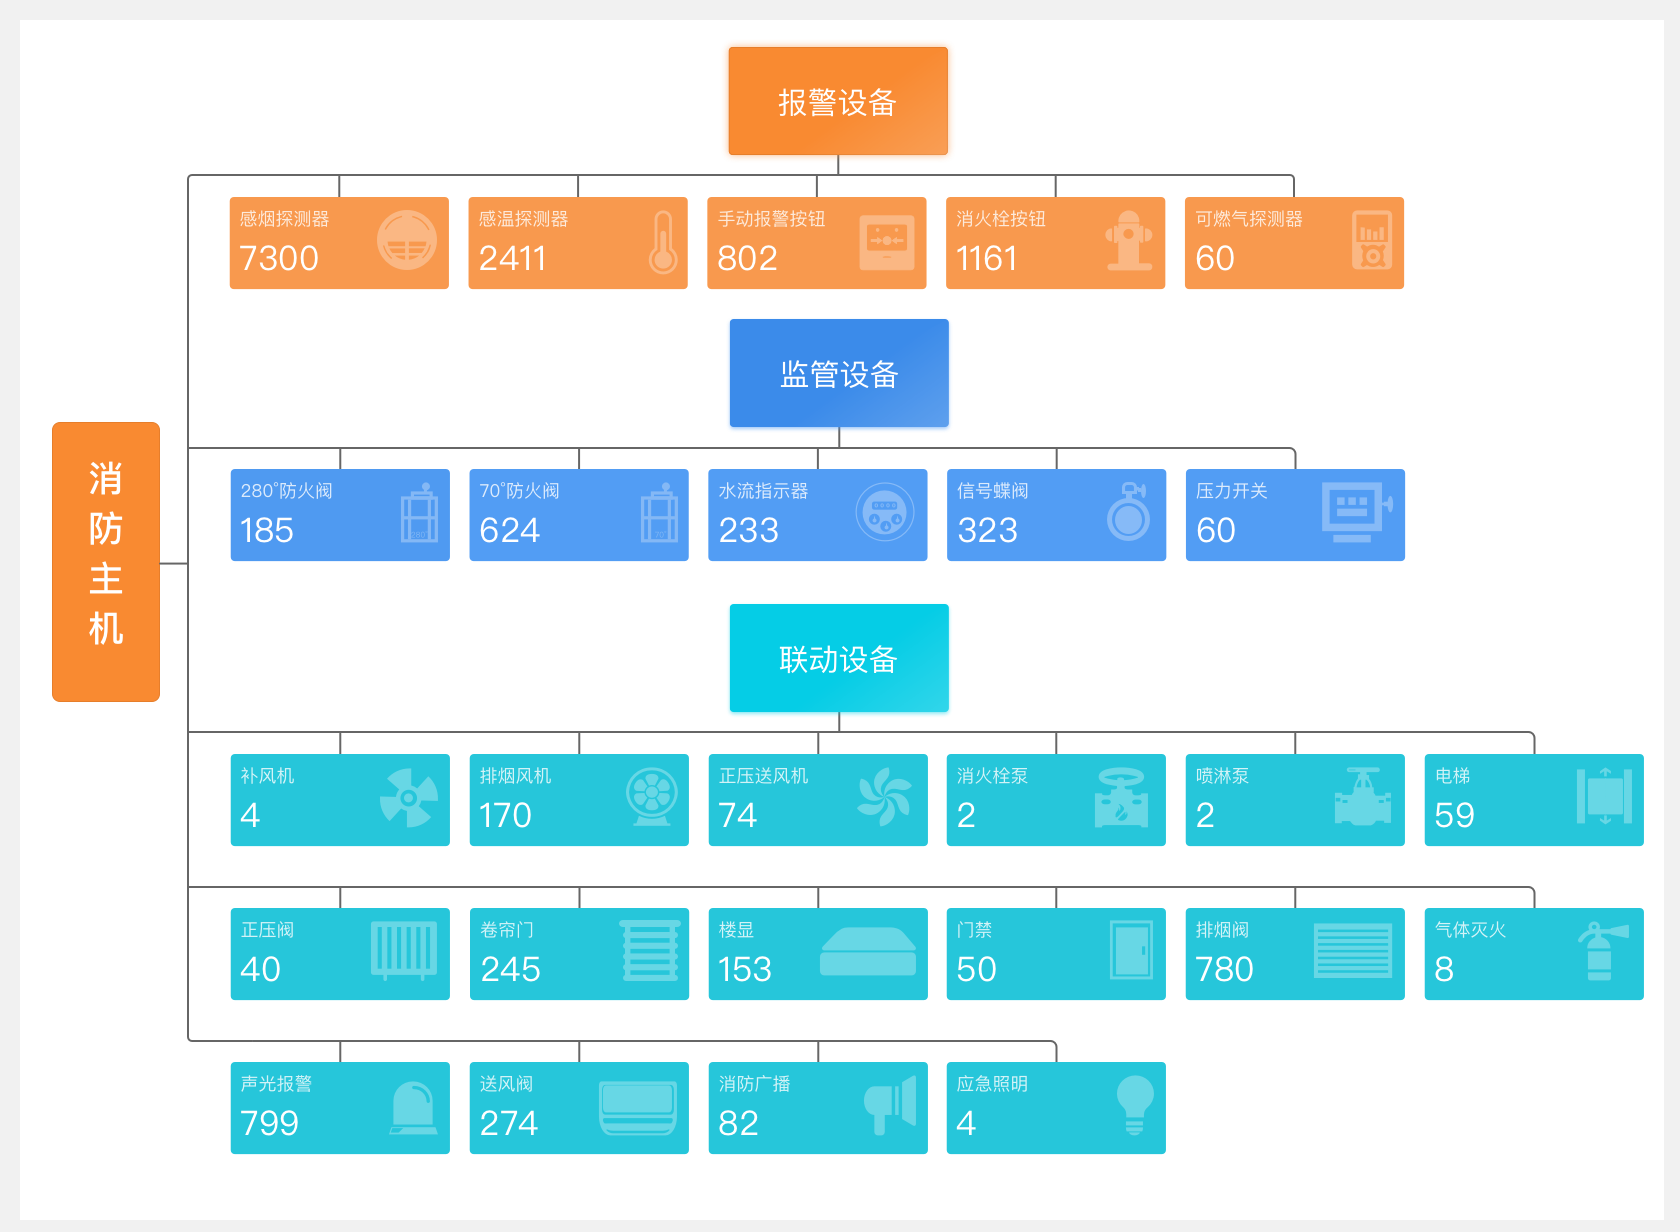 报警设备
感烟探测器
7300
感温探测器
2411
手动报警按钮
802
消火栓按钮
1161
可燃气探测器
60
监管设备
消防主机
280°防火阀
185
280°
70°防火阀
624
70°
水流指示器
233
信号蝶阀
323
压力开关
60
联动设备
补风机
4
排烟风机
170
正压送风机
74
消火栓泵
2
喷淋泵
2
电梯
59
正压阀
40
卷帘门
245
楼显
153
门禁
50
排烟阀
780
气体灭火
8
声光报警
799
送风阀
274
消防广播
82
应急照明
4